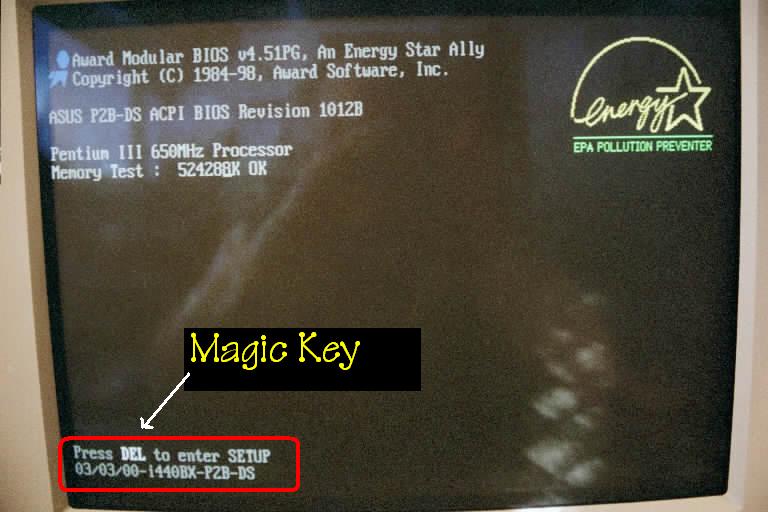 Award Modular BIOS v4.51PG, An Energy Star Ally
Copyright (C) 1984-98, Award Software, Inc.
energy
EPA POLLUTION PREVENTER
ASUS P2B-DS ACPI BIOS Revision 1012B
Pentium III 650MHz Processor
Memory Test :  524288K OK
Magic Key
Press DEL to enter SETUP
03/03/00-i440BX-P2B-DS